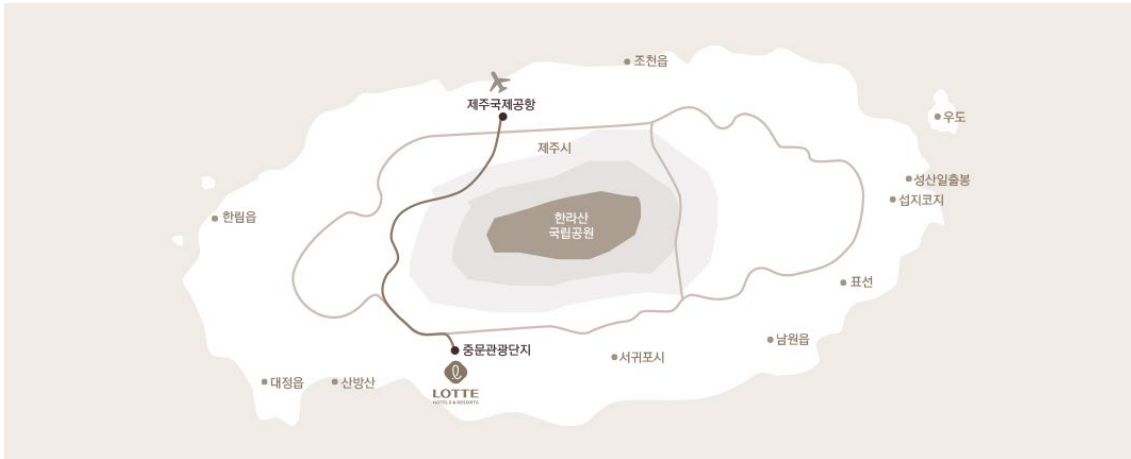 조천읍
제주국제공항
우도
제주시
성산일출봉
섭지코지
한림읍
한라산
국립공원
표선
남원읍
중문관광단지
서귀포시
대정읍
산방산
LOTTE
HOTELS & RESORTS